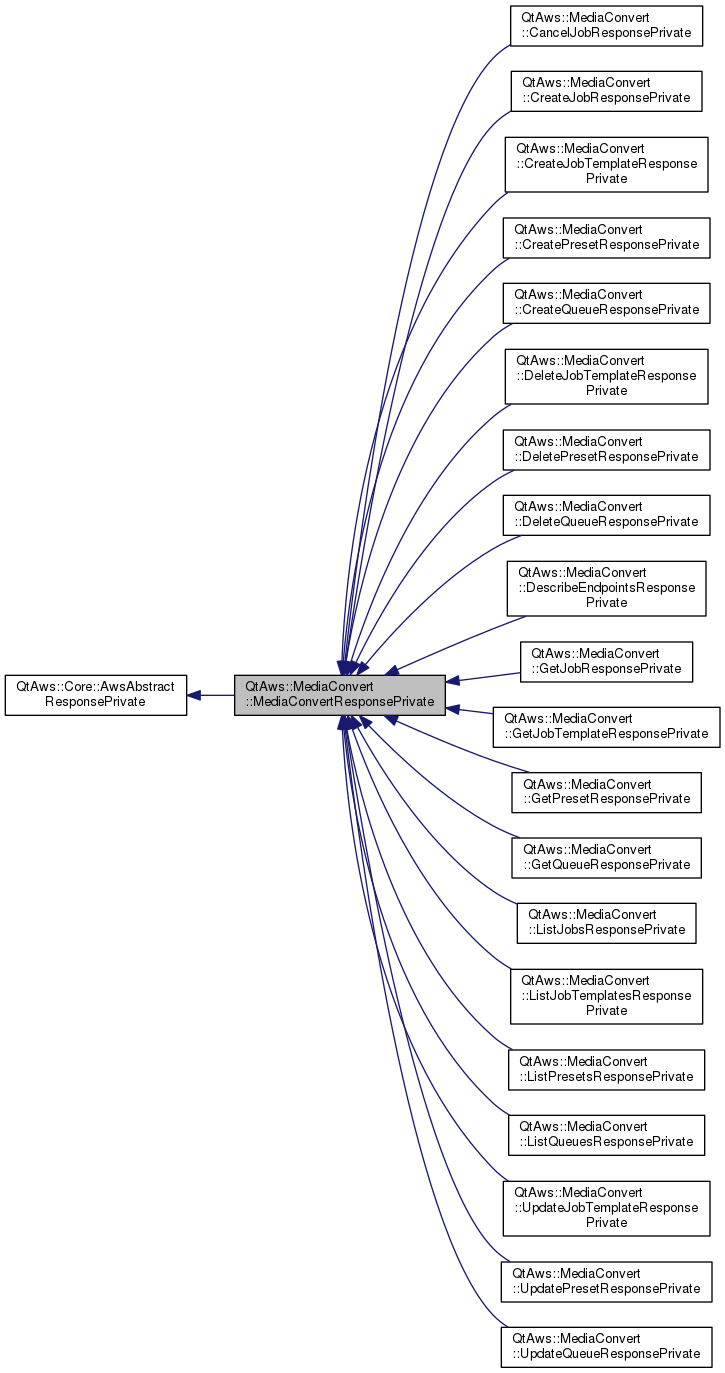 QtAws::MediaConvert
::CancelJobResponsePrivate
QtAws::MediaConvert
::CreateJobResponsePrivate
QtAws::MediaConvert
::CreateJobTemplateResponse
Private
QtAws::MediaConvert
::CreatePresetResponsePrivate
QtAws::MediaConvert
::CreateQueueResponsePrivate
QtAws::MediaConvert
::DeleteJobTemplateResponse
Private
QtAws::MediaConvert
::DeletePresetResponsePrivate
QtAws::MediaConvert
::DeleteQueueResponsePrivate
QtAws::MediaConvert
::DescribeEndpointsResponse
Private
QtAws::MediaConvert
::GetJobResponsePrivate
QtAws::Core::AwsAbstract
ResponsePrivate
QtAws::MediaConvert
::MediaConvertResponsePrivate
QtAws::MediaConvert
::GetJobTemplateResponsePrivate
QtAws::MediaConvert
::GetPresetResponsePrivate
QtAws::MediaConvert
::GetQueueResponsePrivate
QtAws::MediaConvert
::ListJobsResponsePrivate
QtAws::MediaConvert
::ListJobTemplatesResponse
Private
QtAws::MediaConvert
::ListPresetsResponsePrivate
QtAws::MediaConvert
::ListQueuesResponsePrivate
QtAws::MediaConvert
::UpdateJobTemplateResponse
Private
QtAws::MediaConvert
::UpdatePresetResponsePrivate
QtAws::MediaConvert
::UpdateQueueResponsePrivate